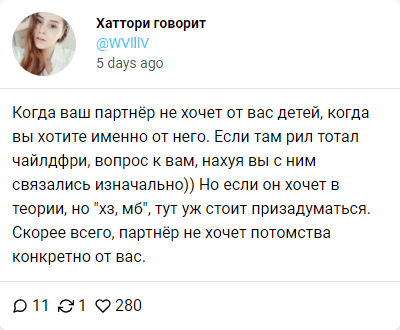 Хаттори говорит
@WVlllV
5 days ago
Когда ваш партнёр не хочет от вас детей, когда
вы хотите именно от него. Если там рил тотал
чайлдфри, вопрос к вам, нахуя вы с ним
связались изначально)) Но если он хочет в
теории, но "хз, мб", тут уж стоит призадуматься.
Скорее всего, партнёр не хочет потомства
конкретно от вас.
11 1 280